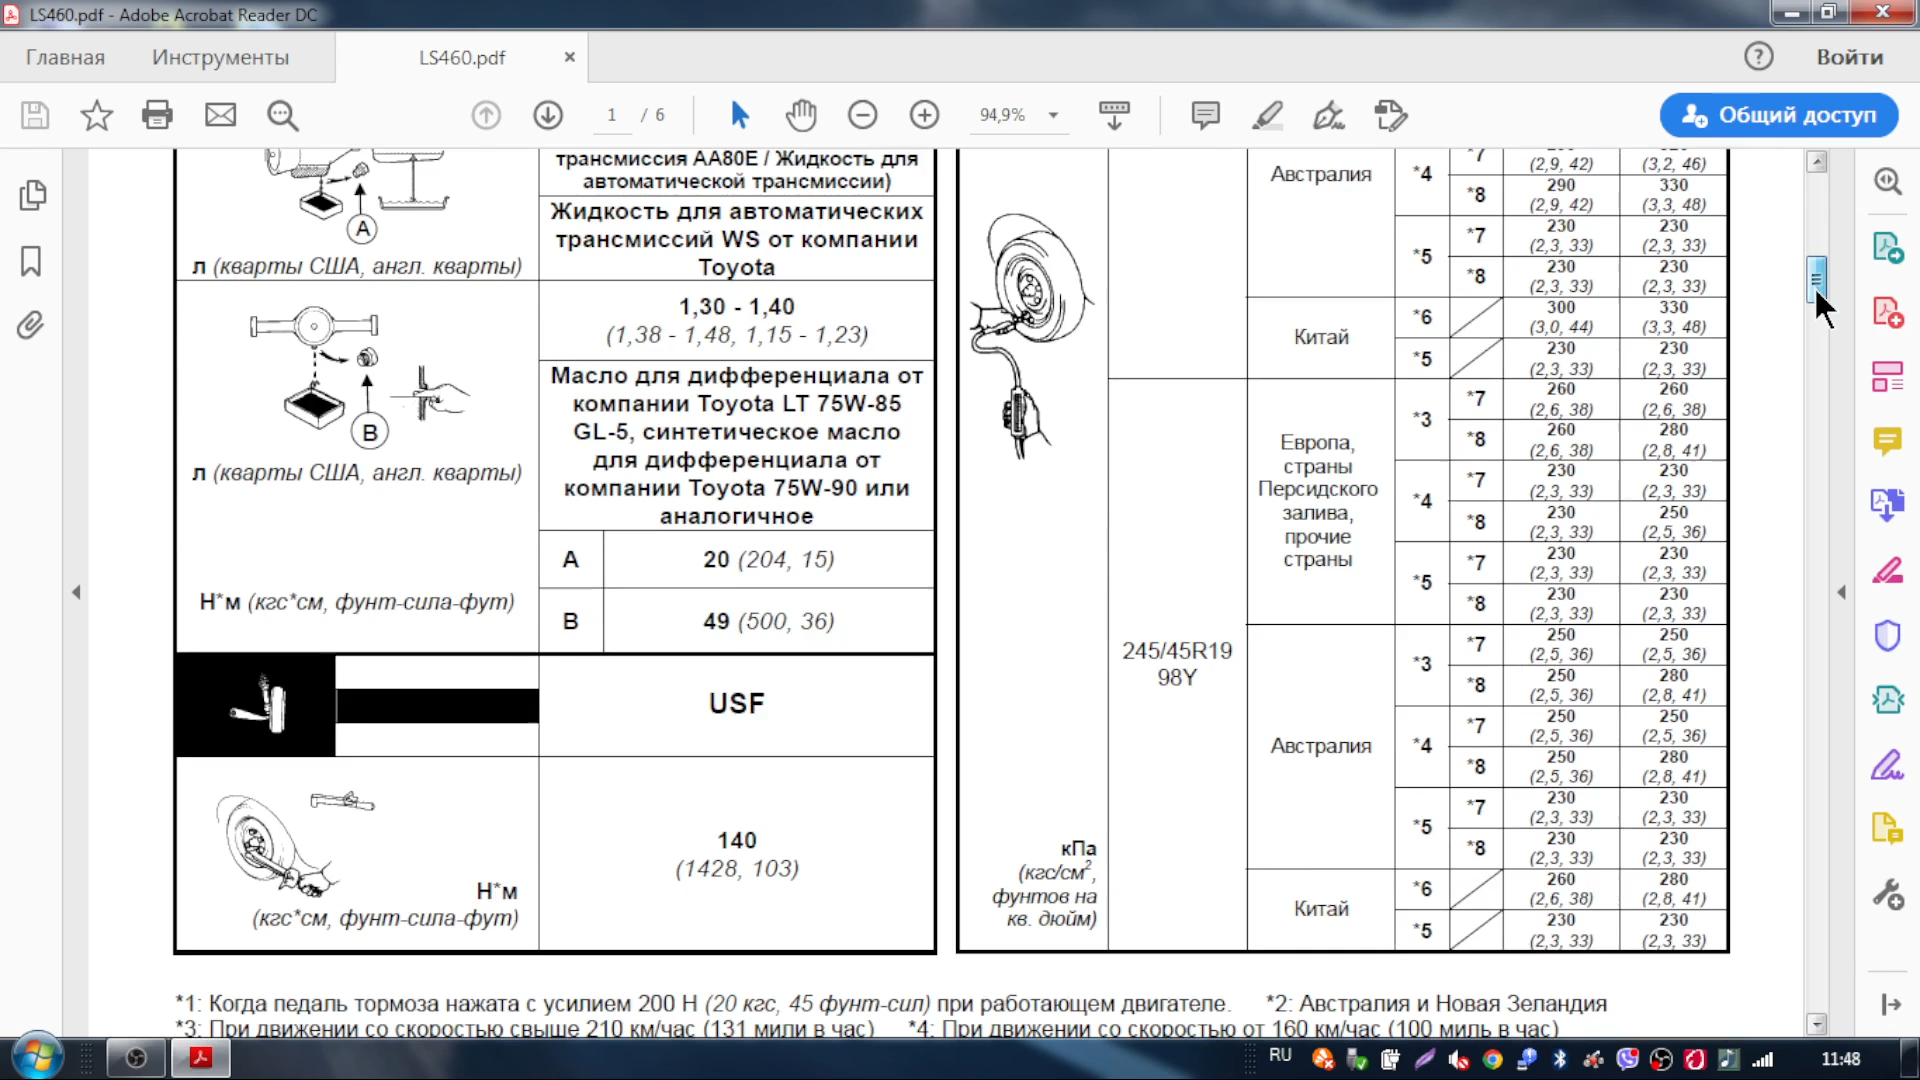 LS460.pdf - Adobe Acrobat Reader DC
Главная
Инструменты
LS460.pdf
Войти
1 / 6
94,9%
Общий доступ
трансмиссия AA80E / Жидкость для
автоматической трансмиссии)
A
л (кварты США, англ. кварты)
Жидкость для автоматических
трансмиссий WS от компании
Toyota
1,30 - 1,40
(1,38 - 1,48, 1,15 - 1,23)
B
л (кварты США, англ. кварты)
Масло для дифференциала от
компании Toyota LT 75W-85
GL-5, синтетическое масло
для дифференциала от
компании Toyota 75W-90 или
аналогичное
Н*м (кгс*см, фунт-сила-фут)
A 20 (204, 15)
B 49 (500, 36)
USF
140
(1428, 103)
Н*м
(кгс*см, фунт-сила-фут)
кПа
(кгс/см2,
фунтов на
кв. дюйм)
Австралия
*4
*7
(2,9, 42) (3,2, 46)
*8 290 330
(2,9, 42) (3,3, 48)
*5
*7 230 230
(2,3, 33) (2,3, 33)
*8 230 230
(2,3, 33) (2,3, 33)
Китай
*6 300 330
(3,0, 44) (3,3, 48)
*5 230 230
(2,3, 33) (2,3, 33)
245/45R19
98Y
Европа,
страны
Персидского
залива,
прочие
страны
*3
*7 260 260
(2,6, 38) (2,6, 38)
*8 260 280
(2,6, 38) (2,8, 41)
*4
*7 230 230
(2,3, 33) (2,3, 33)
*8 230 250
(2,3, 33) (2,5, 36)
*5
*7 230 230
(2,3, 33) (2,3, 33)
*8 230 230
(2,3, 33) (2,3, 33)
Австралия
*3
*7 250 250
(2,5, 36) (2,5, 36)
*8 250 280
(2,5, 36) (2,8, 41)
*4
*7 250 250
(2,5, 36) (2,5, 36)
*8 250 280
(2,5, 36) (2,8, 41)
*5
*7 230 230
(2,3, 33) (2,3, 33)
*8 230 230
(2,3, 33) (2,3, 33)
Китай
*6 260 280
(2,6, 38) (2,8, 41)
*5 230 230
(2,3, 33) (2,3, 33)
*1: Когда педаль тормоза нажата с усилием 200 Н (20 кгс, 45 фунт-сил) при работающем двигателе. *2: Австралия и Новая Зеландия
*3: При движении со скоростью свыше 210 км/час (131 мили в час) *4: При движении со скоростью от 160 км/час (100 миль в час)
RU
11:48